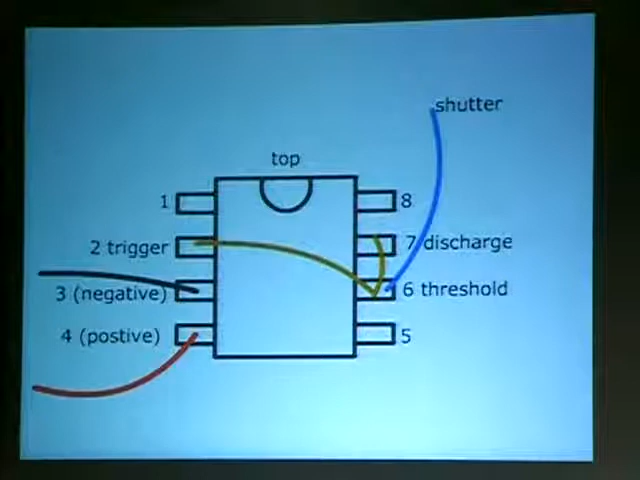 shutter
top
1
8
2 trigger
7 discharge
3 (negative)
6 threshold
4 (postive)
5